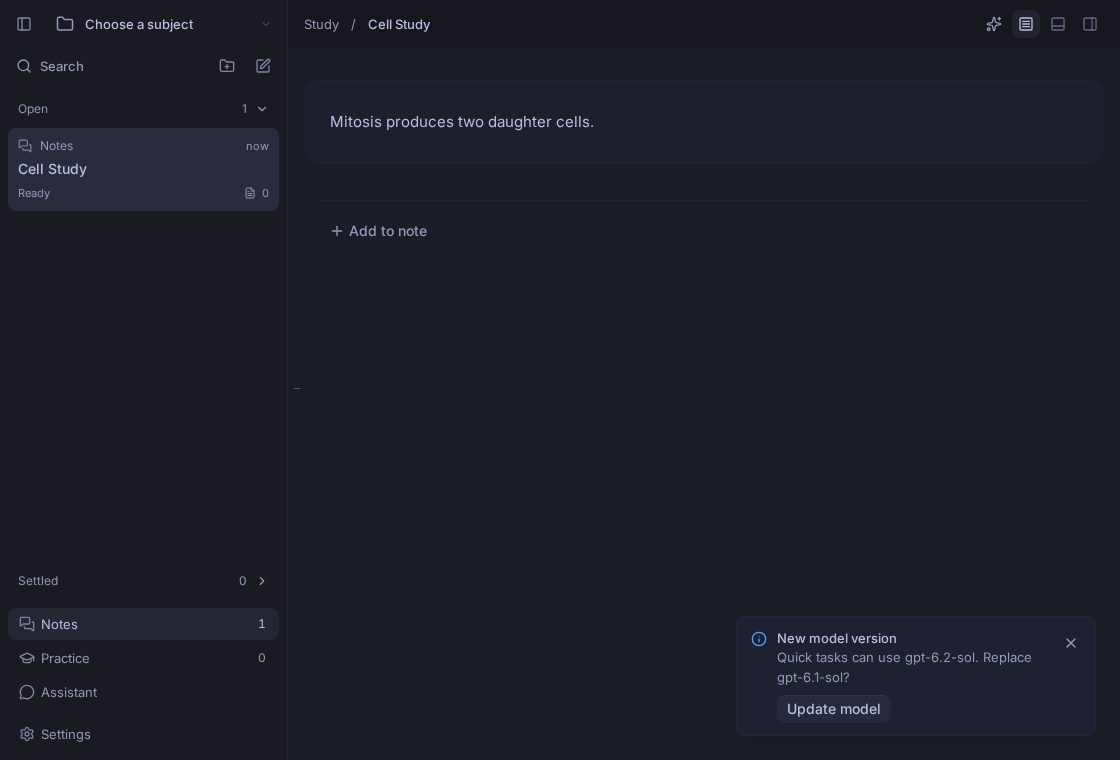 Choose a subject
Search
Open 1
Notes now
Cell Study
Ready 0
Settled 0
Notes 1
Practice 0
Assistant
Settings
Study / Cell Study
Mitosis produces two daughter cells.
Add to note
New model version
Quick tasks can use gpt-6.2-sol. Replace
gpt-6.1-sol?
Update model